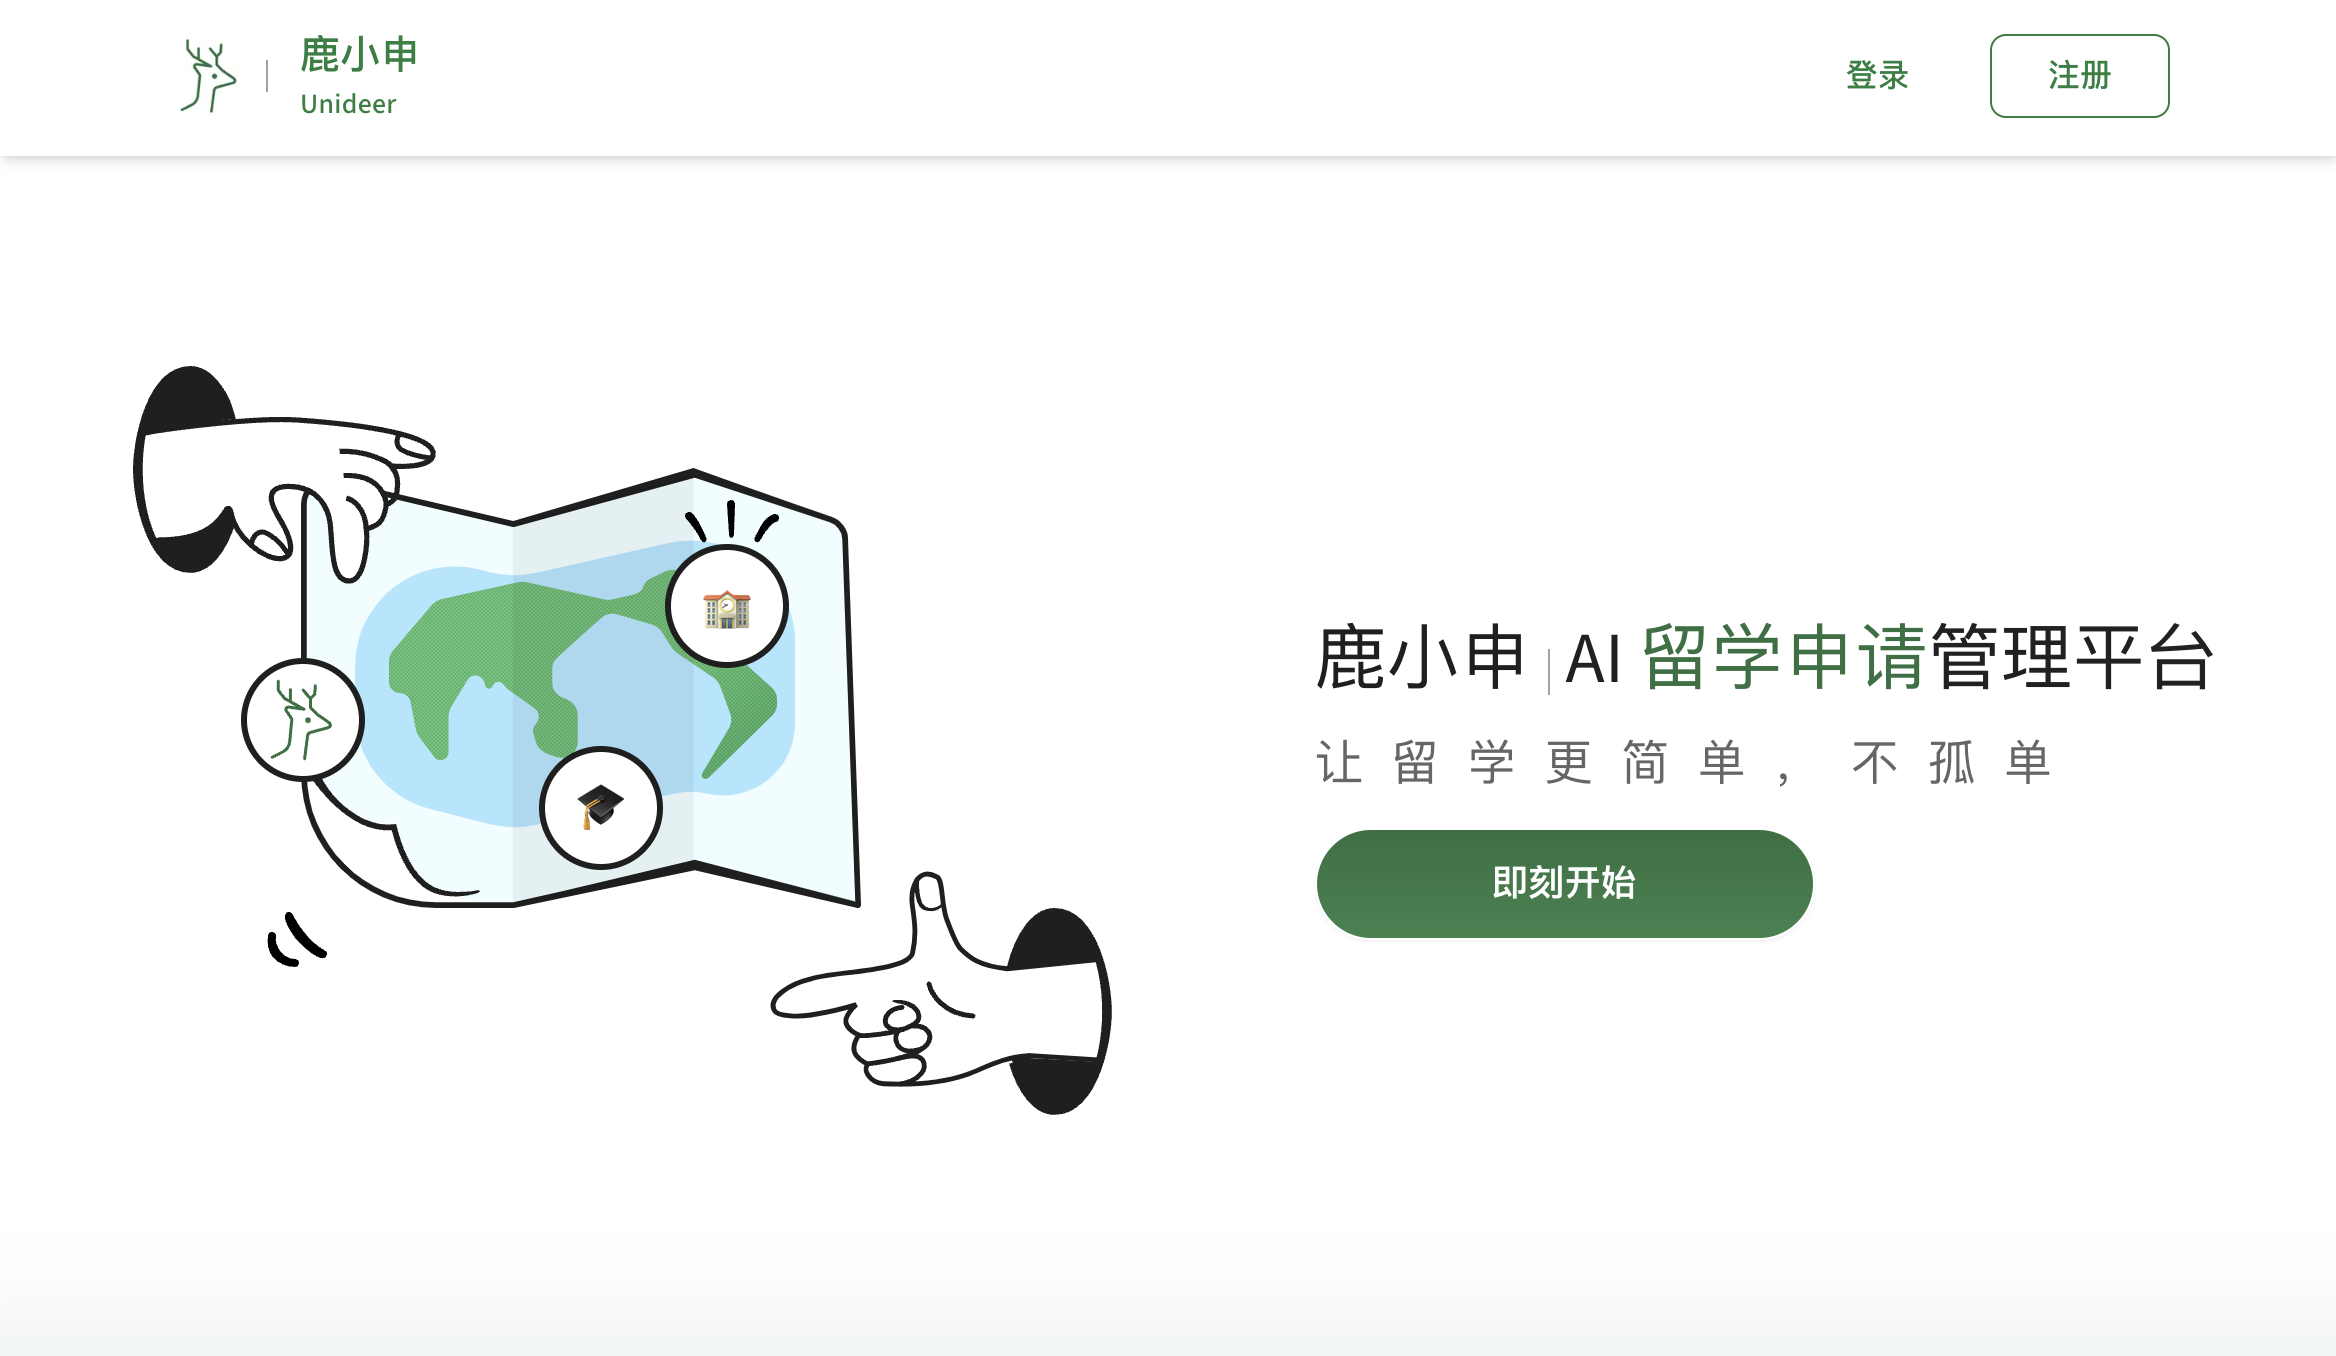 鹿小申
Unideer
登录
注册
鹿小申 | AI 留学申请管理平台
让留学更简单，不孤单
即刻开始